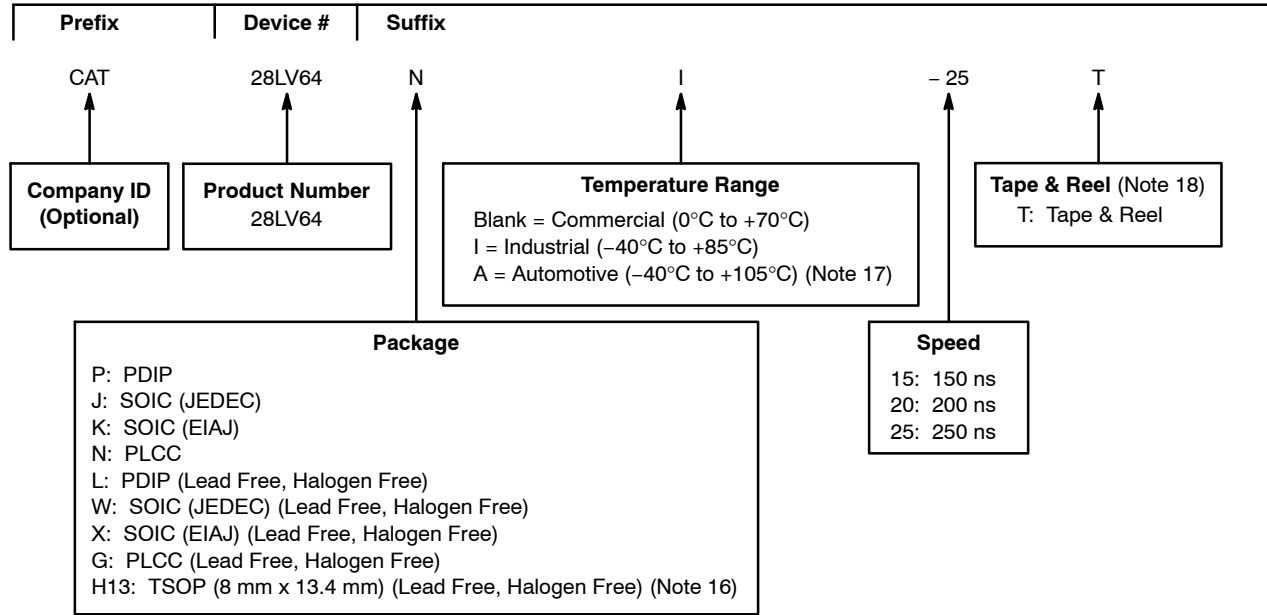 Prefix Device # Suffix
CAT 28LV64 N I – 25 T
Company ID
(Optional)
Product Number
28LV64
Temperature Range
Blank = Commercial (0°C to +70°C)
I = Industrial (−40°C to +85°C)
A = Automotive (−40°C to +105°C) (Note 17)
Tape & Reel (Note 18)
T: Tape & Reel
Package
P: PDIP
J: SOIC (JEDEC)
K: SOIC (EIAJ)
N: PLCC
L: PDIP (Lead Free, Halogen Free)
W: SOIC (JEDEC) (Lead Free, Halogen Free)
X: SOIC (EIAJ) (Lead Free, Halogen Free)
G: PLCC (Lead Free, Halogen Free)
H13: TSOP (8 mm x 13.4 mm) (Lead Free, Halogen Free) (Note 16)
Speed
15: 150 ns
20: 200 ns
25: 250 ns